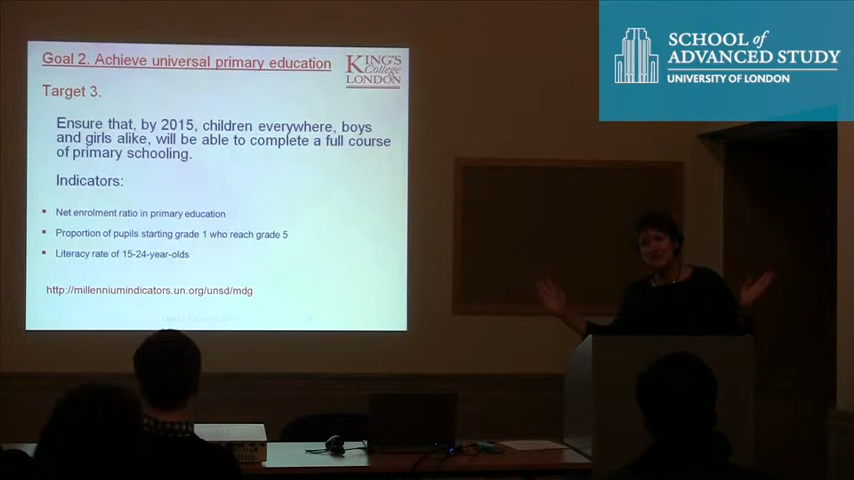 Goal 2. Achieve universal primary education
KING'S
College
LONDON
Target 3.
Ensure that, by 2015, children everywhere, boys
and girls alike, will be able to complete a full course
of primary schooling.
Indicators:
Net enrolment ratio in primary education
Proportion of pupils starting grade 1 who reach grade 5
Literacy rate of 15-24-year-olds
http://millenniumindicators.un.org/unsd/mdg
SCHOOL of
ADVANCED STUDY
UNIVERSITY OF LONDON